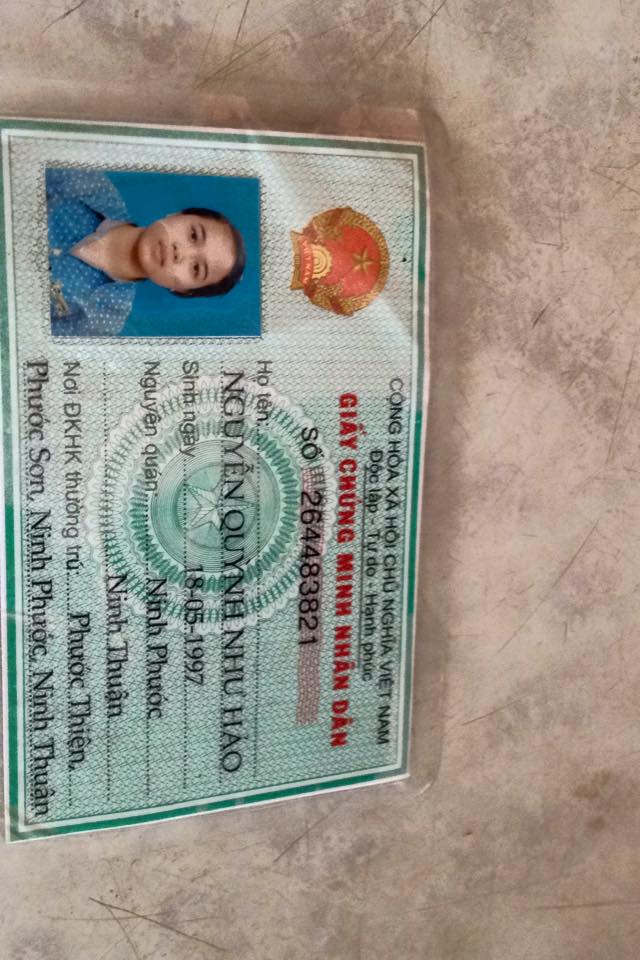 CỘNG HÒA XÃ HỘI CHỦ NGHĨA VIỆT NAM
Độc lập - Tự do - Hạnh phúc
GIẤY CHỨNG MINH NHÂN DÂN
SỐ 264483821
Họ tên:
NGUYỄN QUỲNH NHƯ HẢO
Sinh ngày 18-05-1997
Nguyên quán Ninh Phước
Ninh Thuận
Nơi ĐKHK thường trú Phước Thiện,
Phước Sơn, Ninh Phước, Ninh Thuận